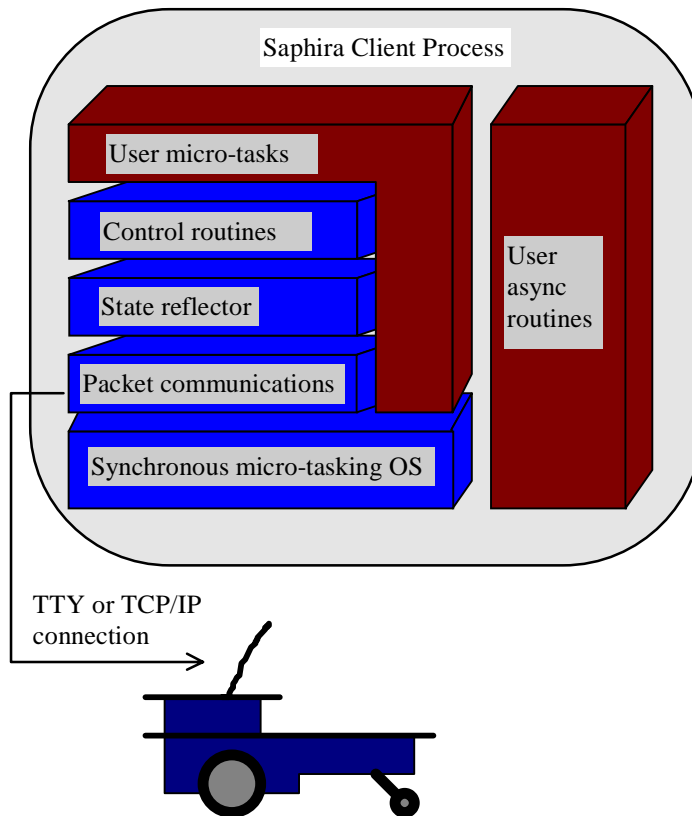 Saphira Client Process
User micro-tasks
Control routines
State reflector
Packet communications
Synchronous micro-tasking OS
User
async
routines
TTY or TCP/IP
connection